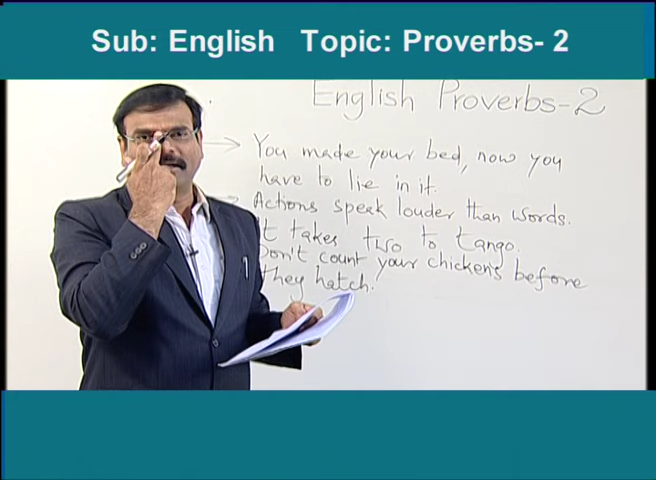 Sub: English Topic: Proverbs- 2
English Proverbs-2
You made your bed, now you
have to lie in it.
Actions speak louder than words.
It takes two to tango.
Don't count your chickens before
they hatch.